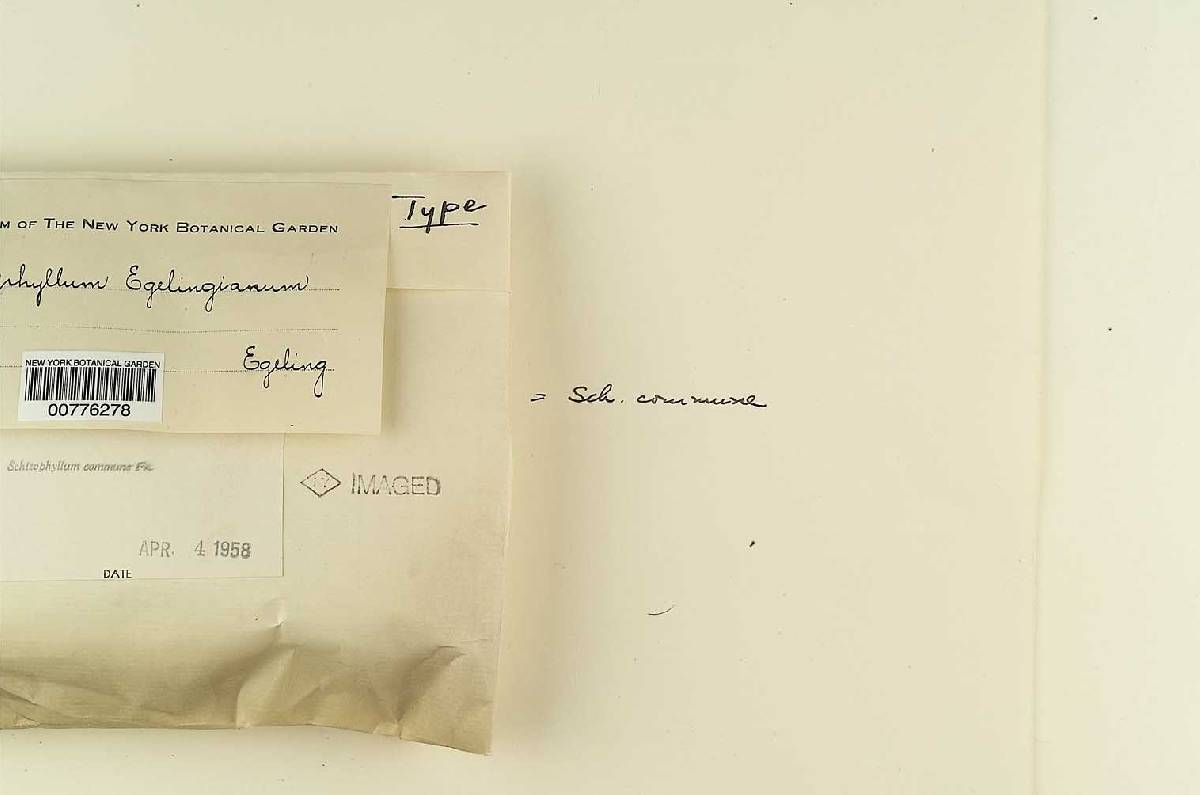 Type
M OF THE NEW YORK BOTANICAL GARDEN
phyllum Egelingianum
Egeling
NEW YORK BOTANICAL GARDEN
00776278
= Sch. commune
Schizophyllum commune Fr.
IMAGED
APR. 4 1958
DATE